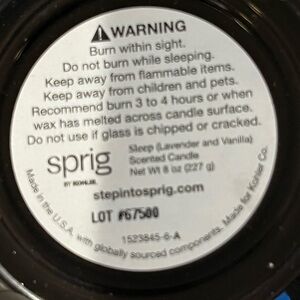 WARNING
Burn within sight.
Do not burn while sleeping.
Keep away from flammable items.
Keep away from children and pets.
Recommend burn 3 to 4 hours or when
wax has melted across candle surface.
Do not use if glass is chipped or cracked.
sprig
BY KOHLER.
Sleep (Lavender and Vanilla)
Scented Candle
Net Wt 8 oz (227 g)
stepintosprig.com
LOT #67500
1523845-6-A
Made in the U.S.A. with globally sourced components. Made for Kohler Co.